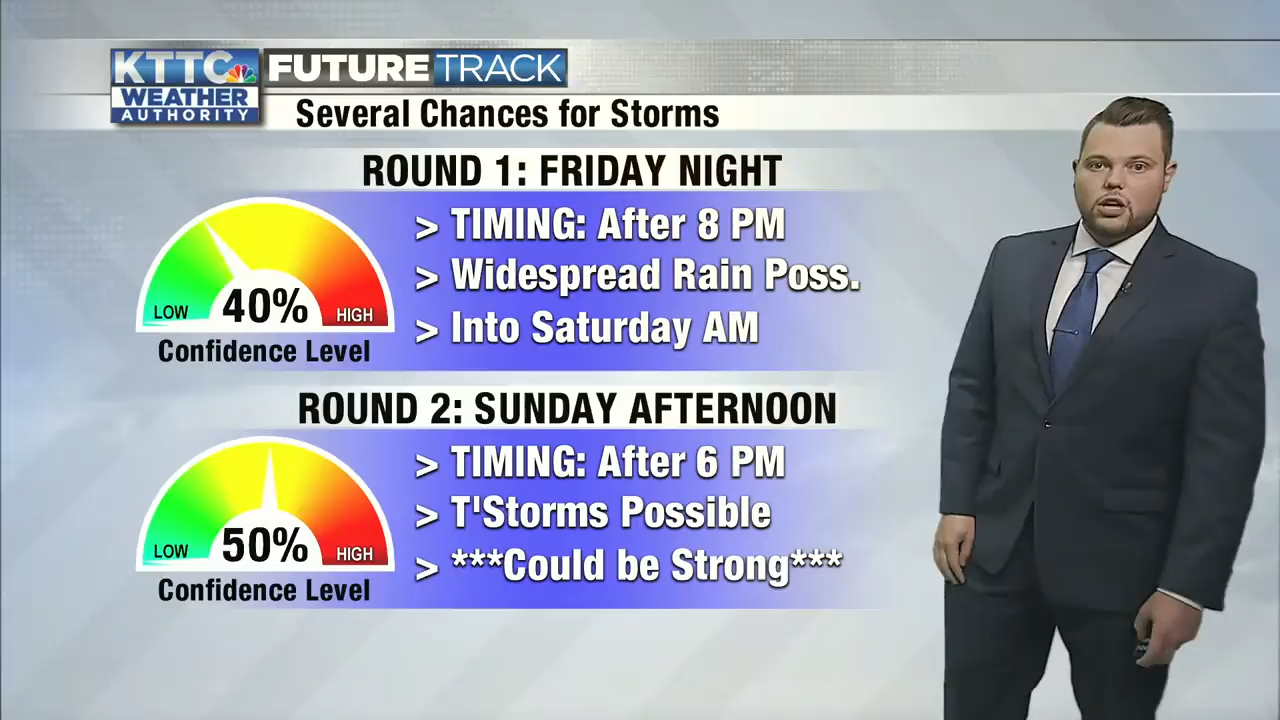 KTTC
WEATHER
AUTHORITY
FUTURETRACK
Several Chances for Storms
ROUND 1: FRIDAY NIGHT
> TIMING: After 8 PM
> Widespread Rain Poss.
> Into Saturday AM
LOW
40%
HIGH
Confidence Level
ROUND 2: SUNDAY AFTERNOON
> TIMING: After 6 PM
> T'Storms Possible
> ***Could be Strong***
LOW
50%
HIGH
Confidence Level